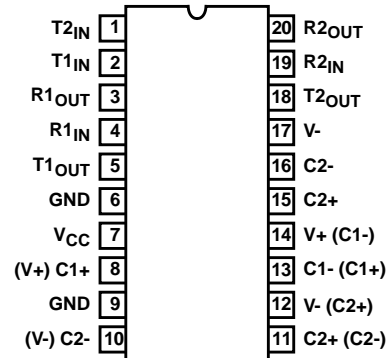 T2IN 1 20 R2OUT
T1IN 2 19 R2IN
R1OUT 3 18 T2OUT
R1IN 4 17 V-
T1OUT 5 16 C2-
GND 6 15 C2+
VCC 7 14 V+ (C1-)
(V+) C1+ 8 13 C1- (C1+)
GND 9 12 V- (C2+)
(V-) C2- 10 11 C2+ (C2-)